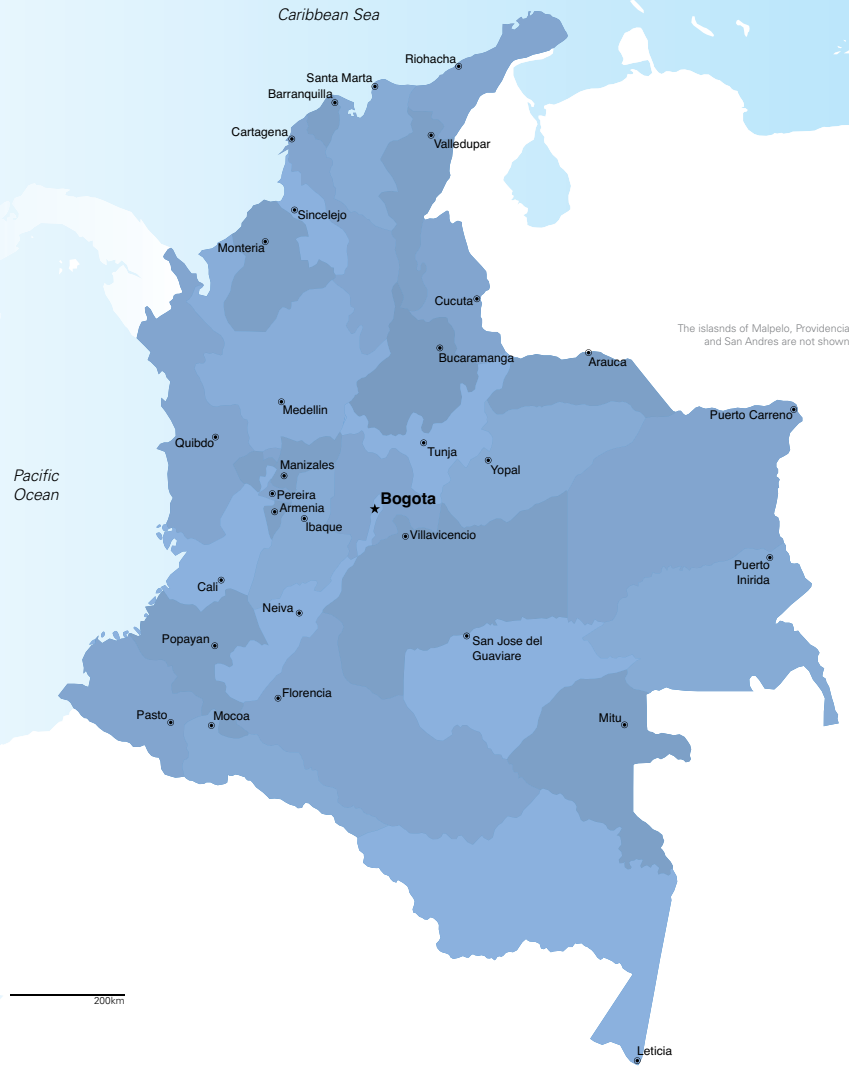 Caribbean Sea
Riohacha
Santa Marta
Barranquilla
Cartagena
Valledupar
Sincelejo
Monteria
Cucuta
The islasnds of Malpelo, Providencia
and San Andres are not shown
Bucaramanga
Arauca
Medellin
Puerto Carreno
Quibdo
Tunja
Manizales
Yopal
Pacific
Ocean
Pereira
Bogota
Armenia
Ibaque
Villavicencio
Puerto
Inirida
Cali
Neiva
Popayan
San Jose del
Guaviare
Florencia
Pasto
Mocoa
Mitu
200km
Leticia